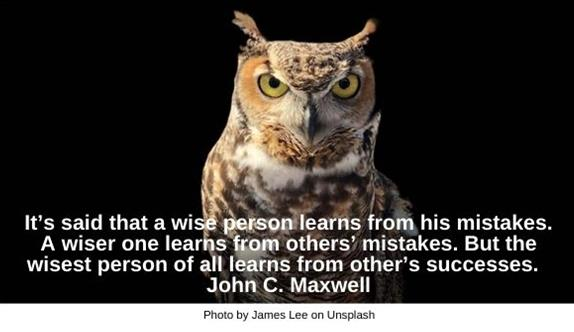 It’s said that a wise person learns from his mistakes.
A wiser one learns from others’ mistakes. But the
wisest person of all learns from other’s successes.
John C. Maxwell
Photo by James Lee on Unsplash